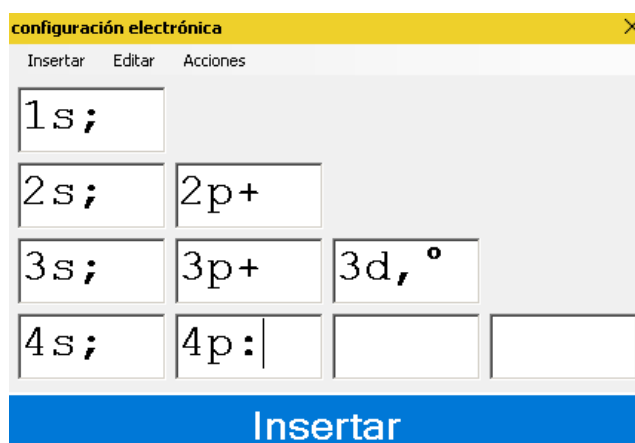 configuración electrónica
Insertar Editar Acciones
1s;
2s; 2p+
3s; 3p+ 3d,º
4s; 4p:
Insertar